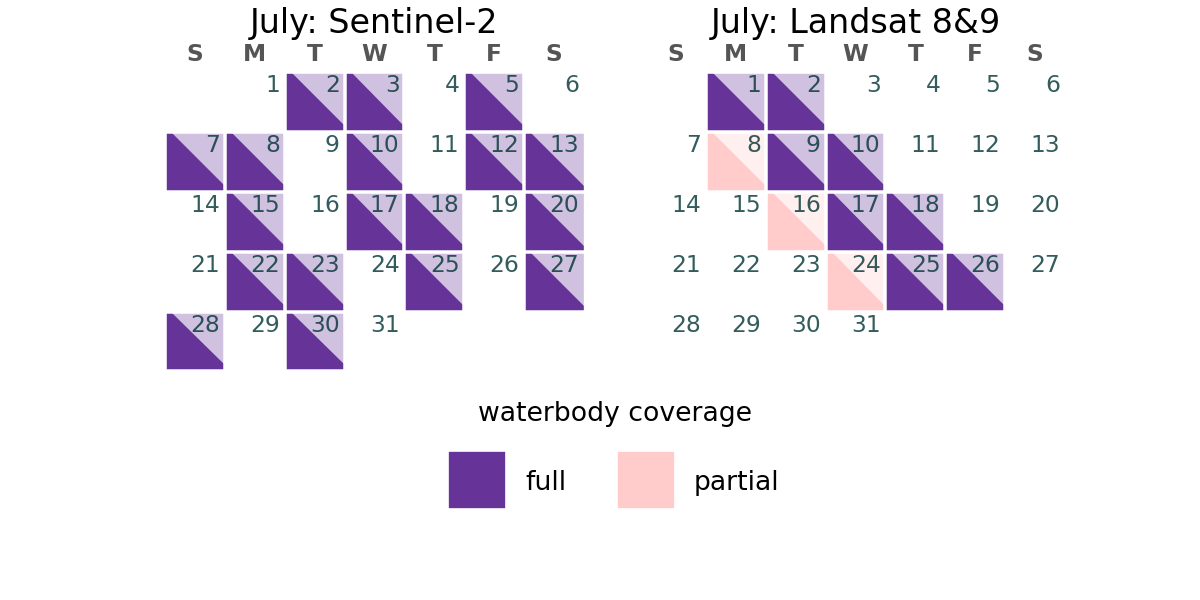 July: Sentinel-2
S M T W T F S
1 2 3 4 5 6
7 8 9 10 11 12 13
14 15 16 17 18 19 20
21 22 23 24 25 26 27
28 29 30 31
July: Landsat 8&9
S M T W T F S
1 2 3 4 5 6
7 8 9 10 11 12 13
14 15 16 17 18 19 20
21 22 23 24 25 26 27
28 29 30 31
waterbody coverage
full partial